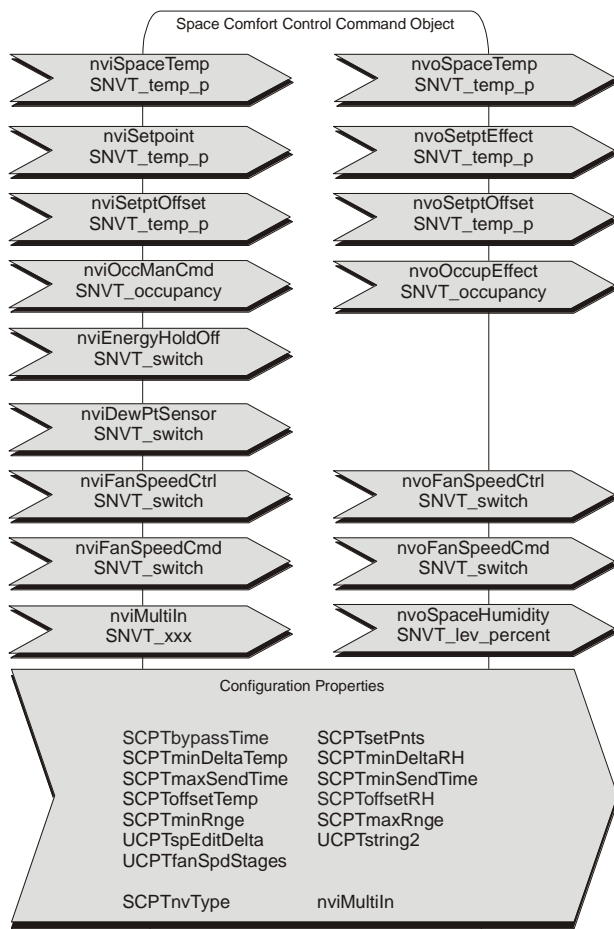 Space Comfort Control Command Object
nviSpaceTemp
SNVT_temp_p
nvoSpaceTemp
SNVT_temp_p
nviSetpoint
SNVT_temp_p
nvoSetptEffect
SNVT_temp_p
nviSetptOffset
SNVT_temp_p
nvoSetptOffset
SNVT_temp_p
nviOccManCmd
SNVT_occupancy
nvoOccupEffect
SNVT_occupancy
nviEnergyHoldOff
SNVT_switch
nviDewPtSensor
SNVT_switch
nviFanSpeedCtrl
SNVT_switch
nvoFanSpeedCtrl
SNVT_switch
nviFanSpeedCmd
SNVT_switch
nvoFanSpeedCmd
SNVT_switch
nviMultiIn
SNVT_xxx
nvoSpaceHumidity
SNVT_lev_percent
Configuration Properties
SCPTbypassTime SCPTsetPnts
SCPTminDeltaTemp SCPTminDeltaRH
SCPTmaxSendTime SCPTminSendTime
SCPToffsetTemp SCPToffsetRH
SCPTminRnge SCPTmaxRnge
UCPTspEditDelta UCPTstring2
UCPTfanSpdStages
SCPTnvType nviMultiIn